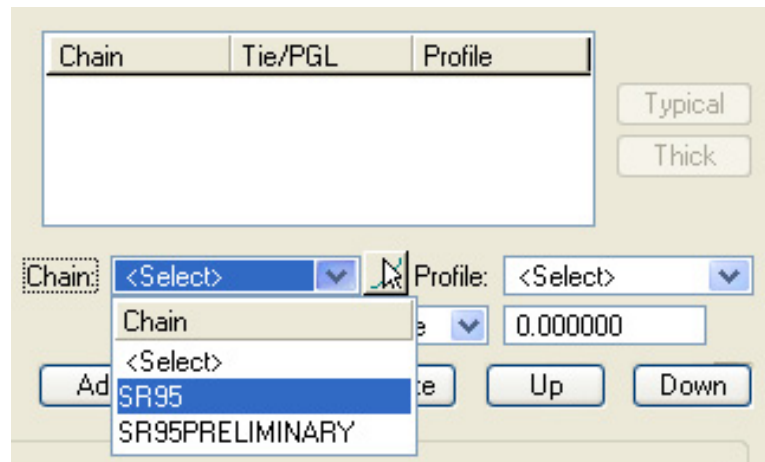 Chain Tie/PGL Profile
Typical
Thick
Chain: <Select> Profile: <Select>
Chain
0.000000
<Select>
Up Down
SR95
SR95PRELIMINARY